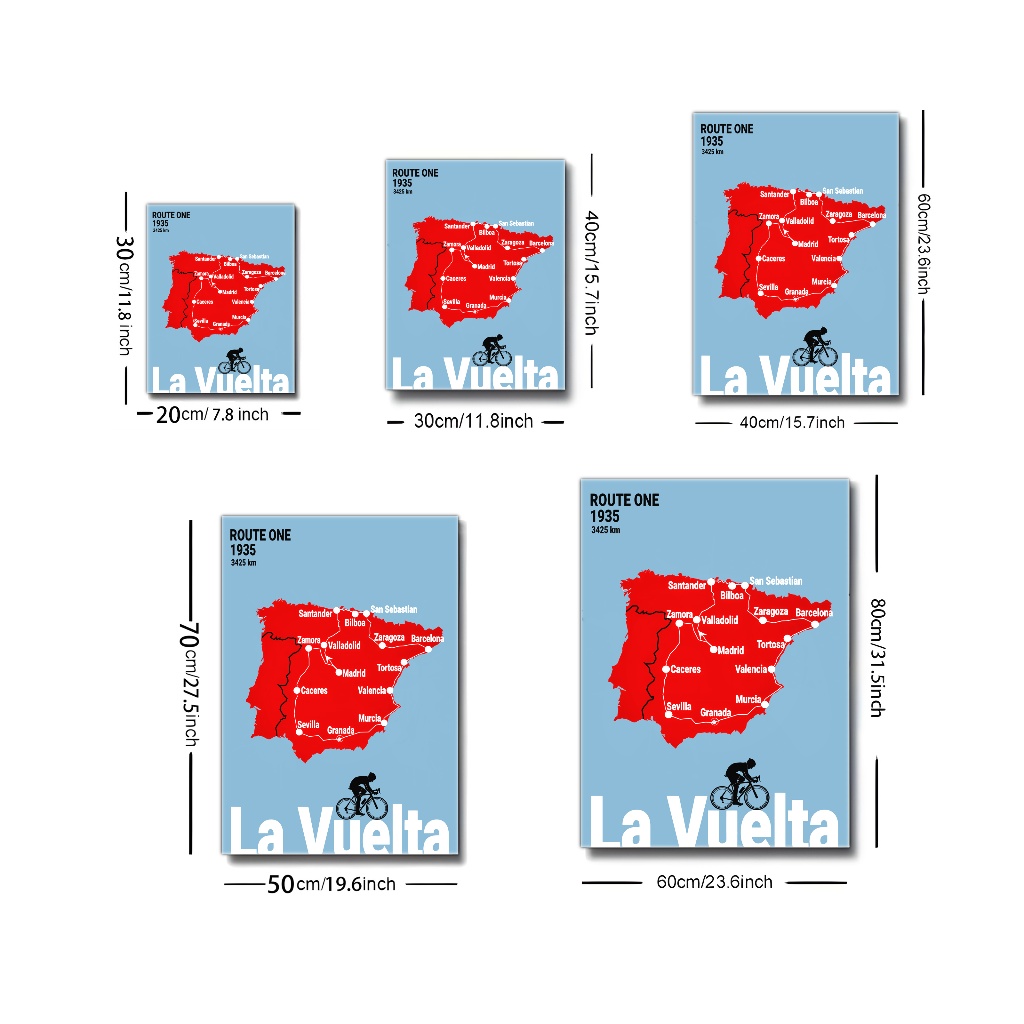 ROUTE ONE
1935
3425 km
Santander
San Sebastian
Bilboa
Zamora
Valladolid
Zaragoza
Barcelona
Tortosa
Madrid
Caceres
Valencia
Murcia
Sevilla
Granada
La Vuelta
30cm/11.8 inch
20cm/7.8 inch
ROUTE ONE
1935
3425 km
Santander
San Sebastian
Bilboa
Zamora
Valladolid
Zaragoza
Barcelona
Tortosa
Madrid
Caceres
Valencia
Murcia
Sevilla
Granada
La Vuelta
40cm/15.7inch
30cm/11.8inch
ROUTE ONE
1935
3425 km
Santander
San Sebastian
Bilboa
Zamora
Valladolid
Zaragoza
Barcelona
Tortosa
Madrid
Caceres
Valencia
Murcia
Sevilla
Granada
La Vuelta
60cm/23.6inch
40cm/15.7inch
ROUTE ONE
1935
3425 km
Santander
San Sebastian
Bilboa
Zamora
Valladolid
Zaragoza
Barcelona
Tortosa
Madrid
Caceres
Valencia
Murcia
Sevilla
Granada
La Vuelta
70cm/27.5inch
50cm/19.6inch
ROUTE ONE
1935
3425 km
Santander
San Sebastian
Bilboa
Zamora
Valladolid
Zaragoza
Barcelona
Tortosa
Madrid
Caceres
Valencia
Murcia
Sevilla
Granada
La Vuelta
80cm/31.5inch
60cm/23.6inch